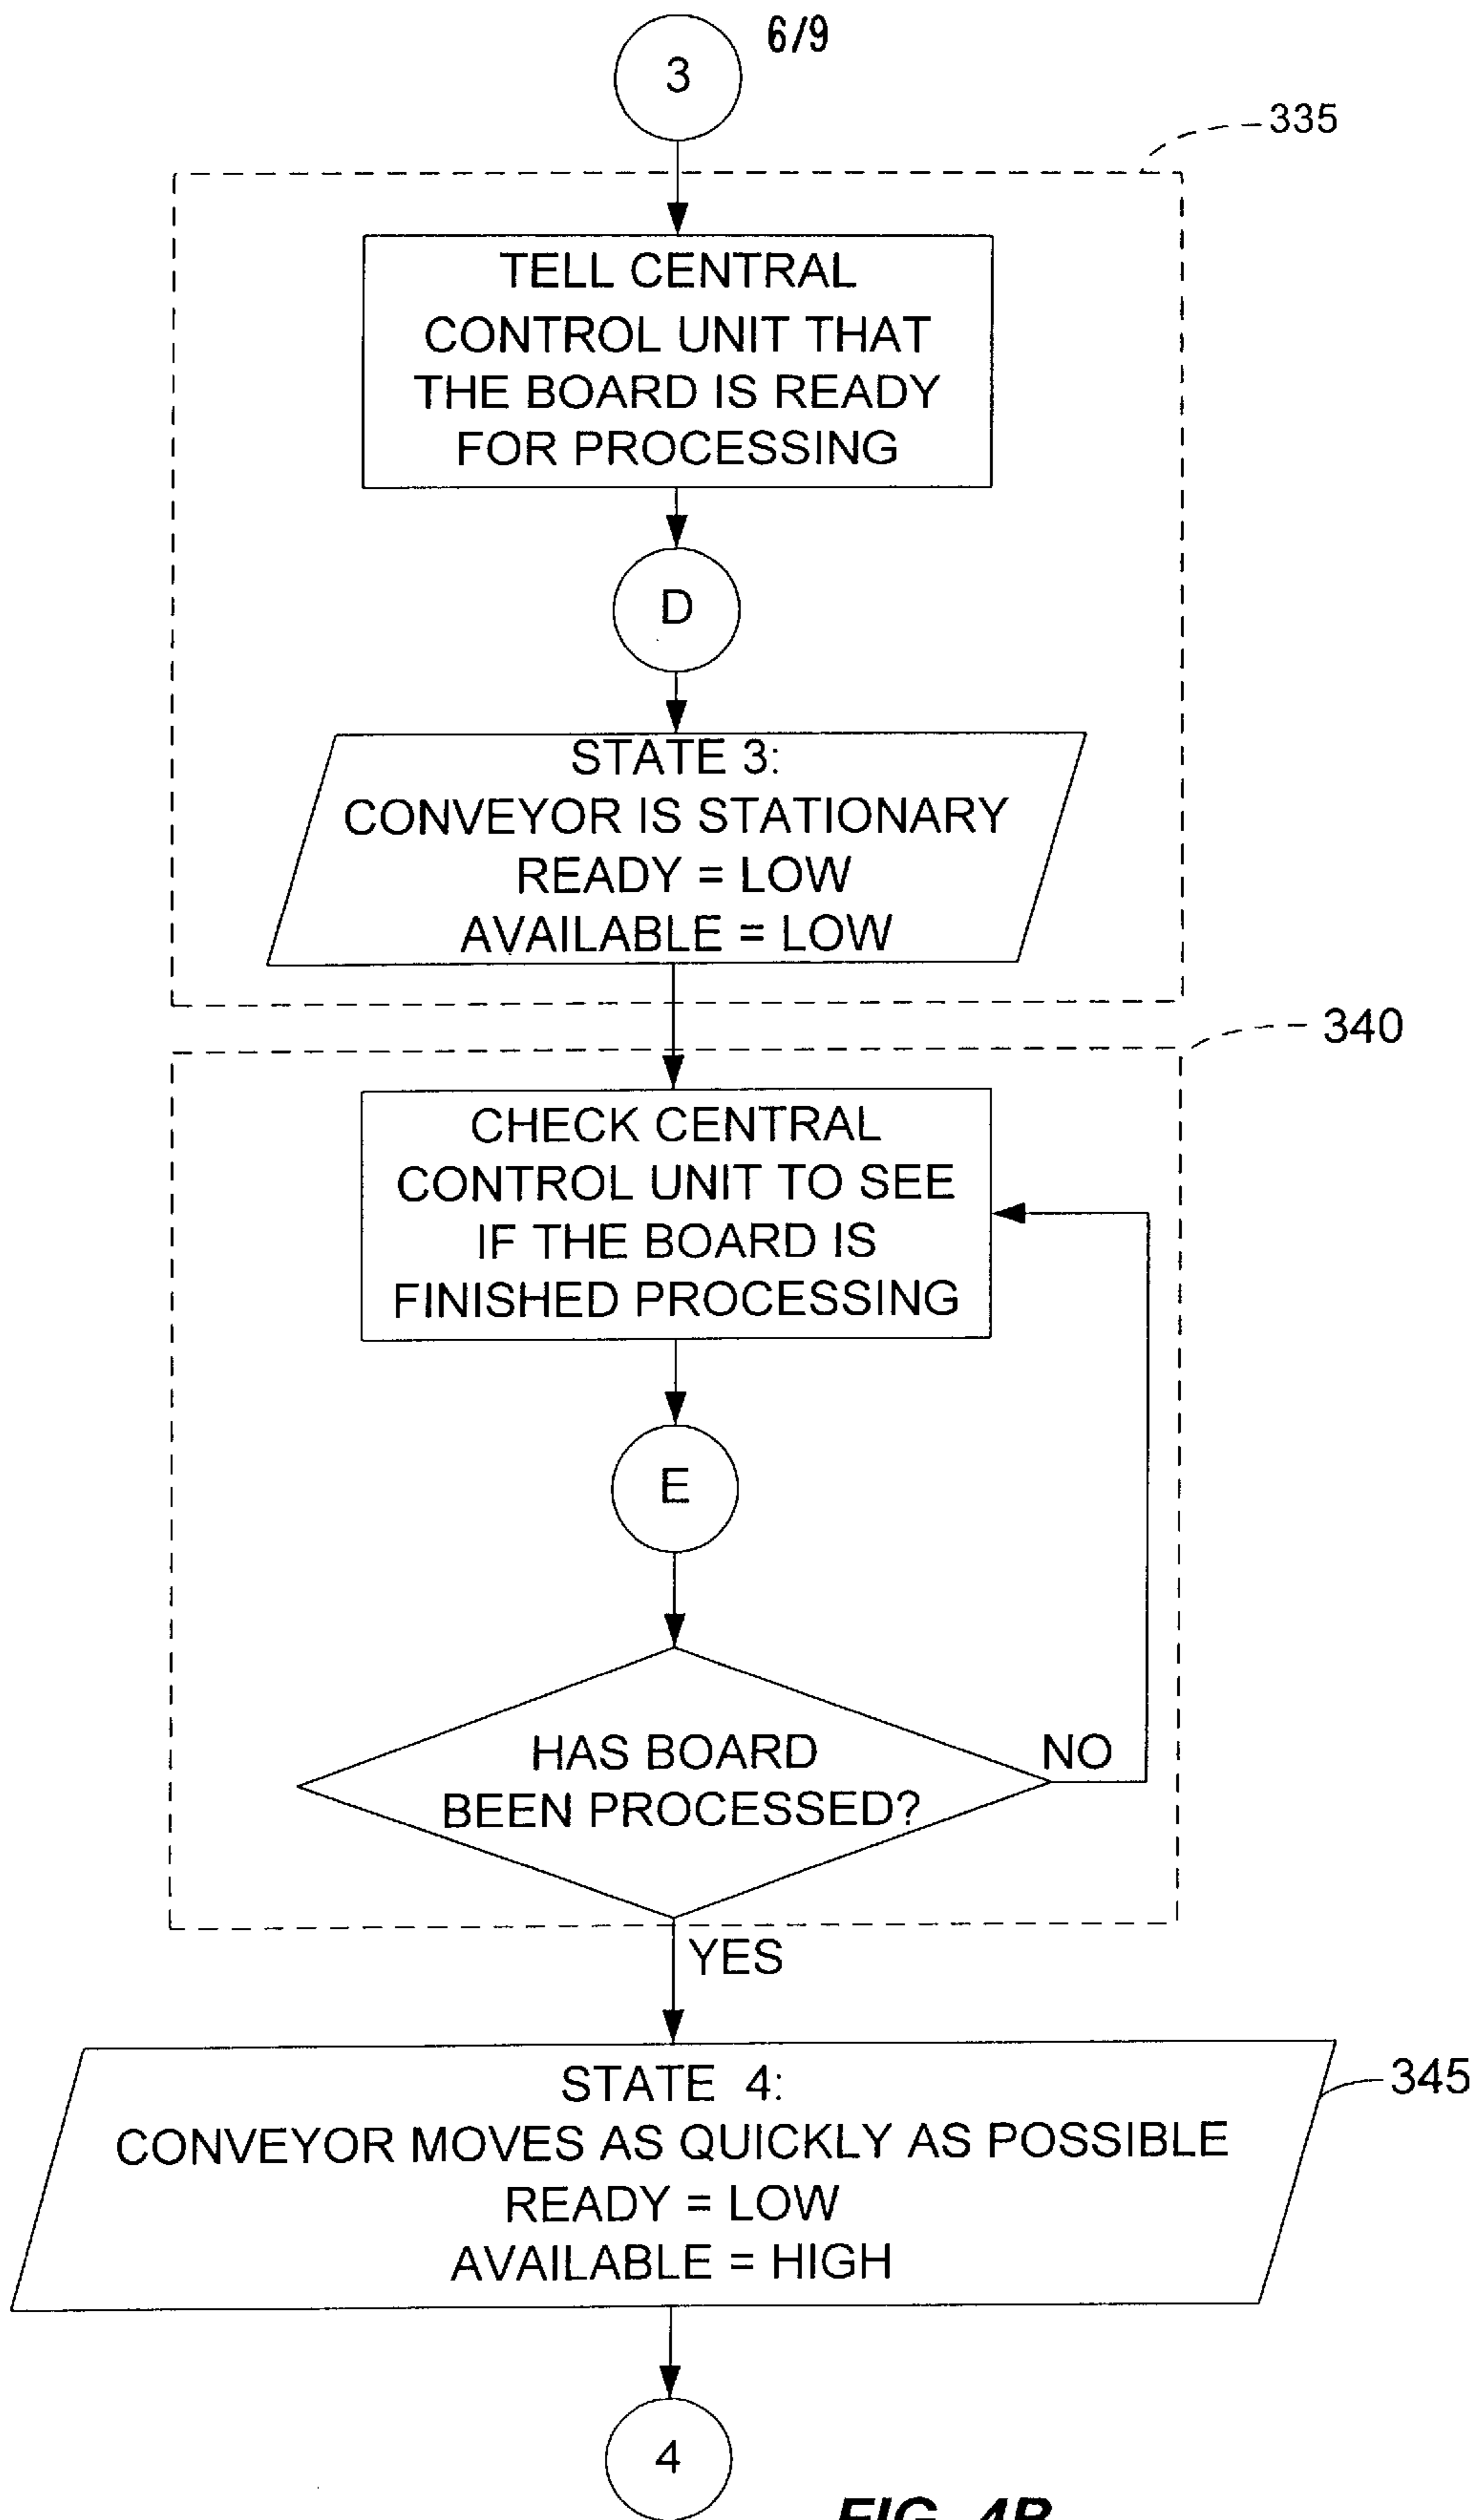 6/9
3
335
TELL CENTRAL
CONTROL UNIT THAT
THE BOARD IS READY
FOR PROCESSING
D
STATE 3:
CONVEYOR IS STATIONARY
READY = LOW
AVAILABLE = LOW
340
CHECK CENTRAL
CONTROL UNIT TO SEE
IF THE BOARD IS
FINISHED PROCESSING
E
HAS BOARD
BEEN PROCESSED?
NO
YES
345
STATE 4:
CONVEYOR MOVES AS QUICKLY AS POSSIBLE
READY = LOW
AVAILABLE = HIGH
4
FIG. 4B